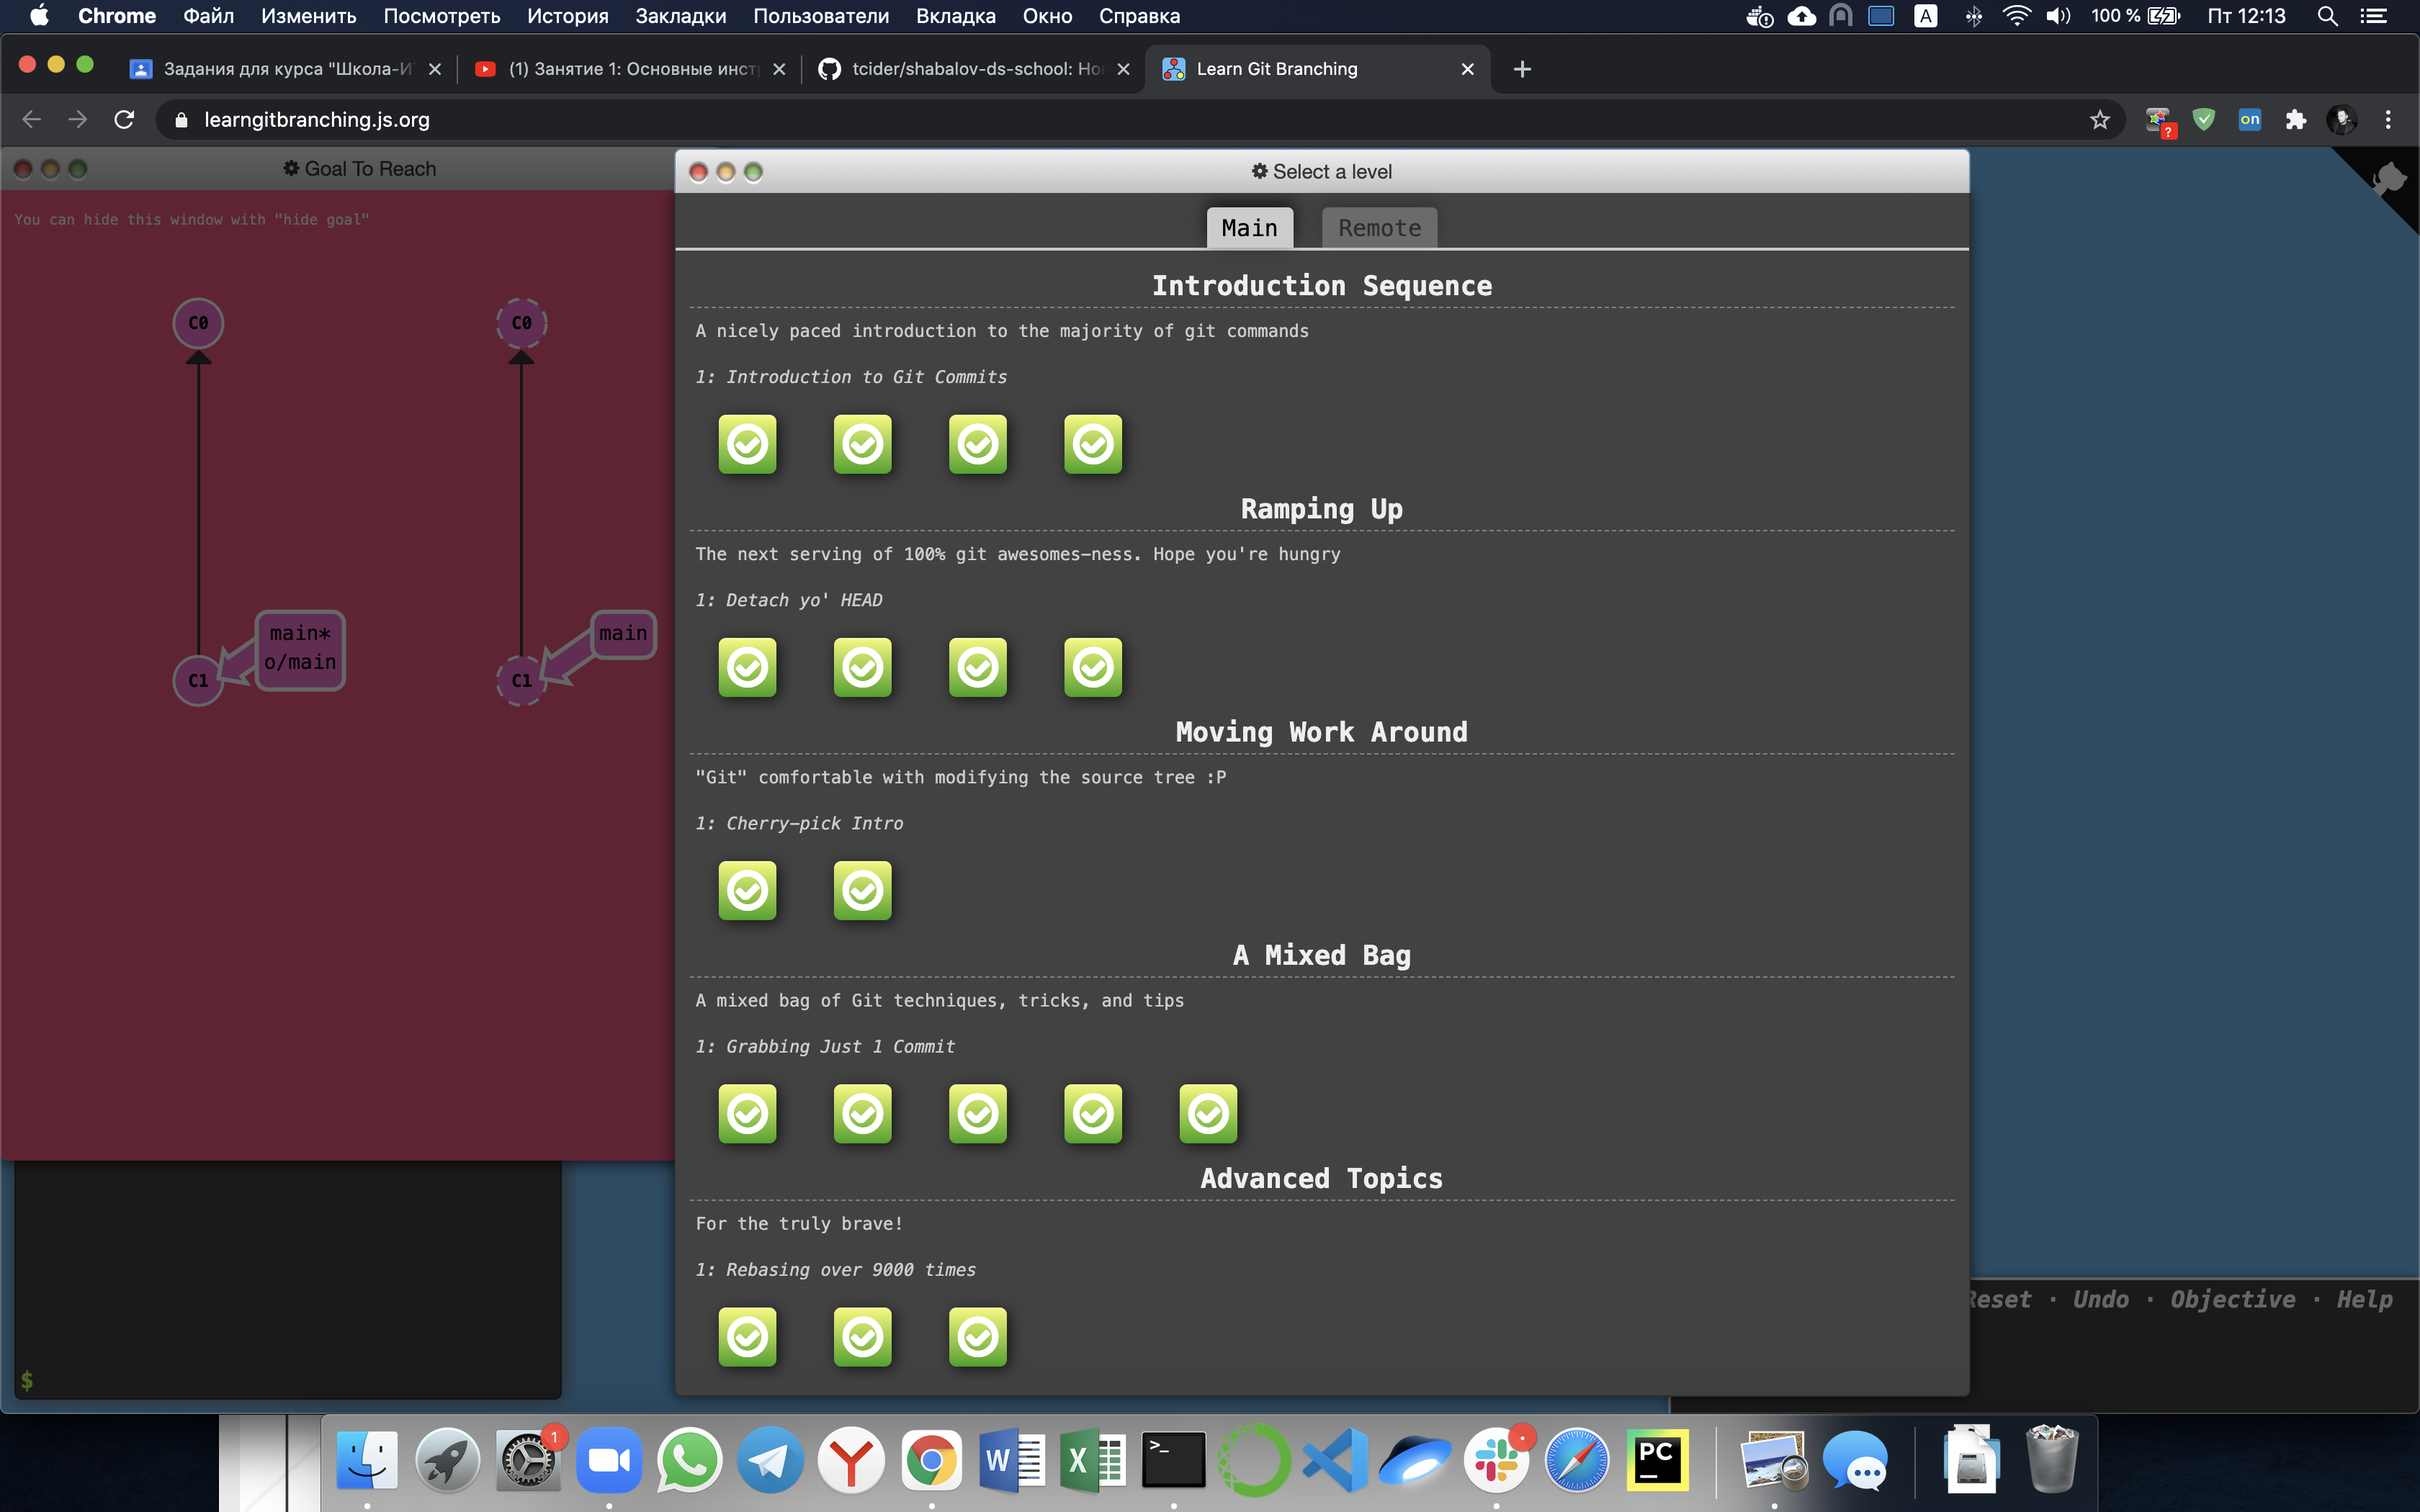 Chrome Файл Изменить Посмотреть История Закладки Пользователи Вкладка Окно Справка A 100 % Пт 12:13
Задания для курса "Школа-И (1) Занятие 1: Основные инст tcider/shabalov-ds-school: Ho Learn Git Branching
learngitbranching.js.org ? on
Goal To Reach
You can hide this window with "hide goal"
C0 C0
main*
o/main
main
C1 C1
$
Select a level
Main Remote
Introduction Sequence
A nicely paced introduction to the majority of git commands
1: Introduction to Git Commits
Ramping Up
The next serving of 100% git awesomes-ness. Hope you're hungry
1: Detach yo' HEAD
Moving Work Around
"Git" comfortable with modifying the source tree :P
1: Cherry-pick Intro
A Mixed Bag
A mixed bag of Git techniques, tricks, and tips
1: Grabbing Just 1 Commit
Advanced Topics
For the truly brave!
1: Rebasing over 9000 times
Reset · Undo · Objective · Help
1 W X >_ PC